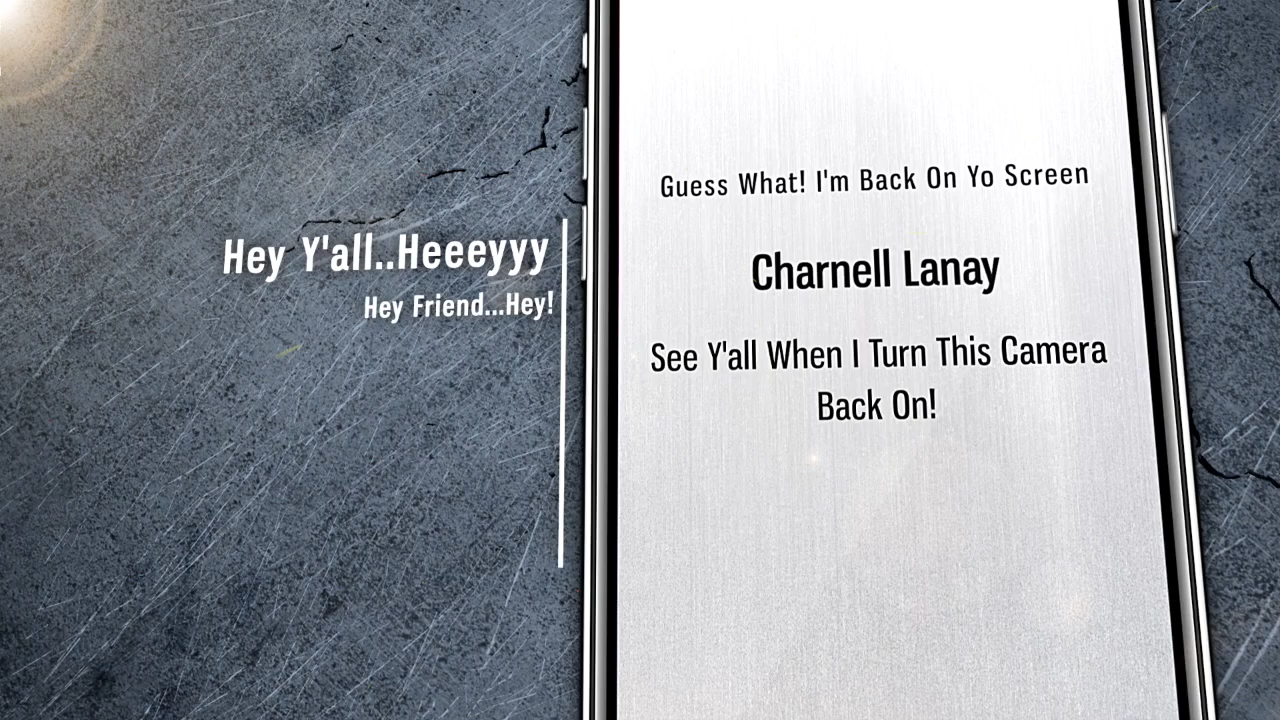 Hey Y'all..Heeeyyy
Hey Friend...Hey!
Guess What! I'm Back On Yo Screen
Charnell Lanay
See Y'all When I Turn This Camera
Back On!